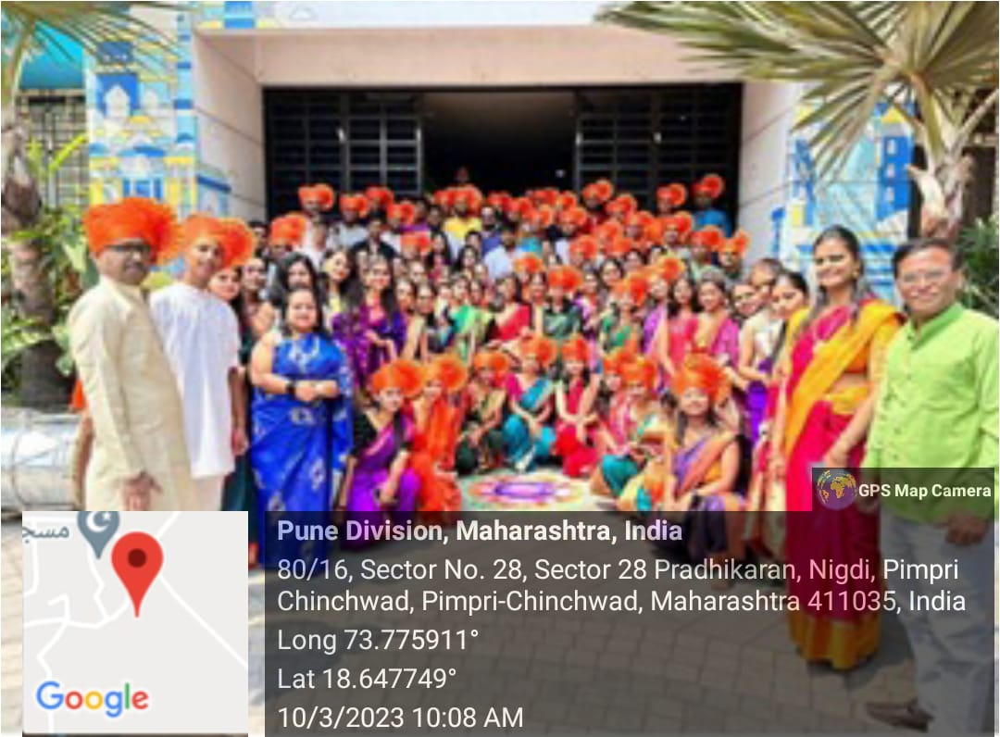 GPS Map Camera
مسجد
Pune Division, Maharashtra, India
80/16, Sector No. 28, Sector 28 Pradhikaran, Nigdi, Pimpri
Chinchwad, Pimpri-Chinchwad, Maharashtra 411035, India
Long 73.775911°
Lat 18.647749°
10/3/2023 10:08 AM
Google